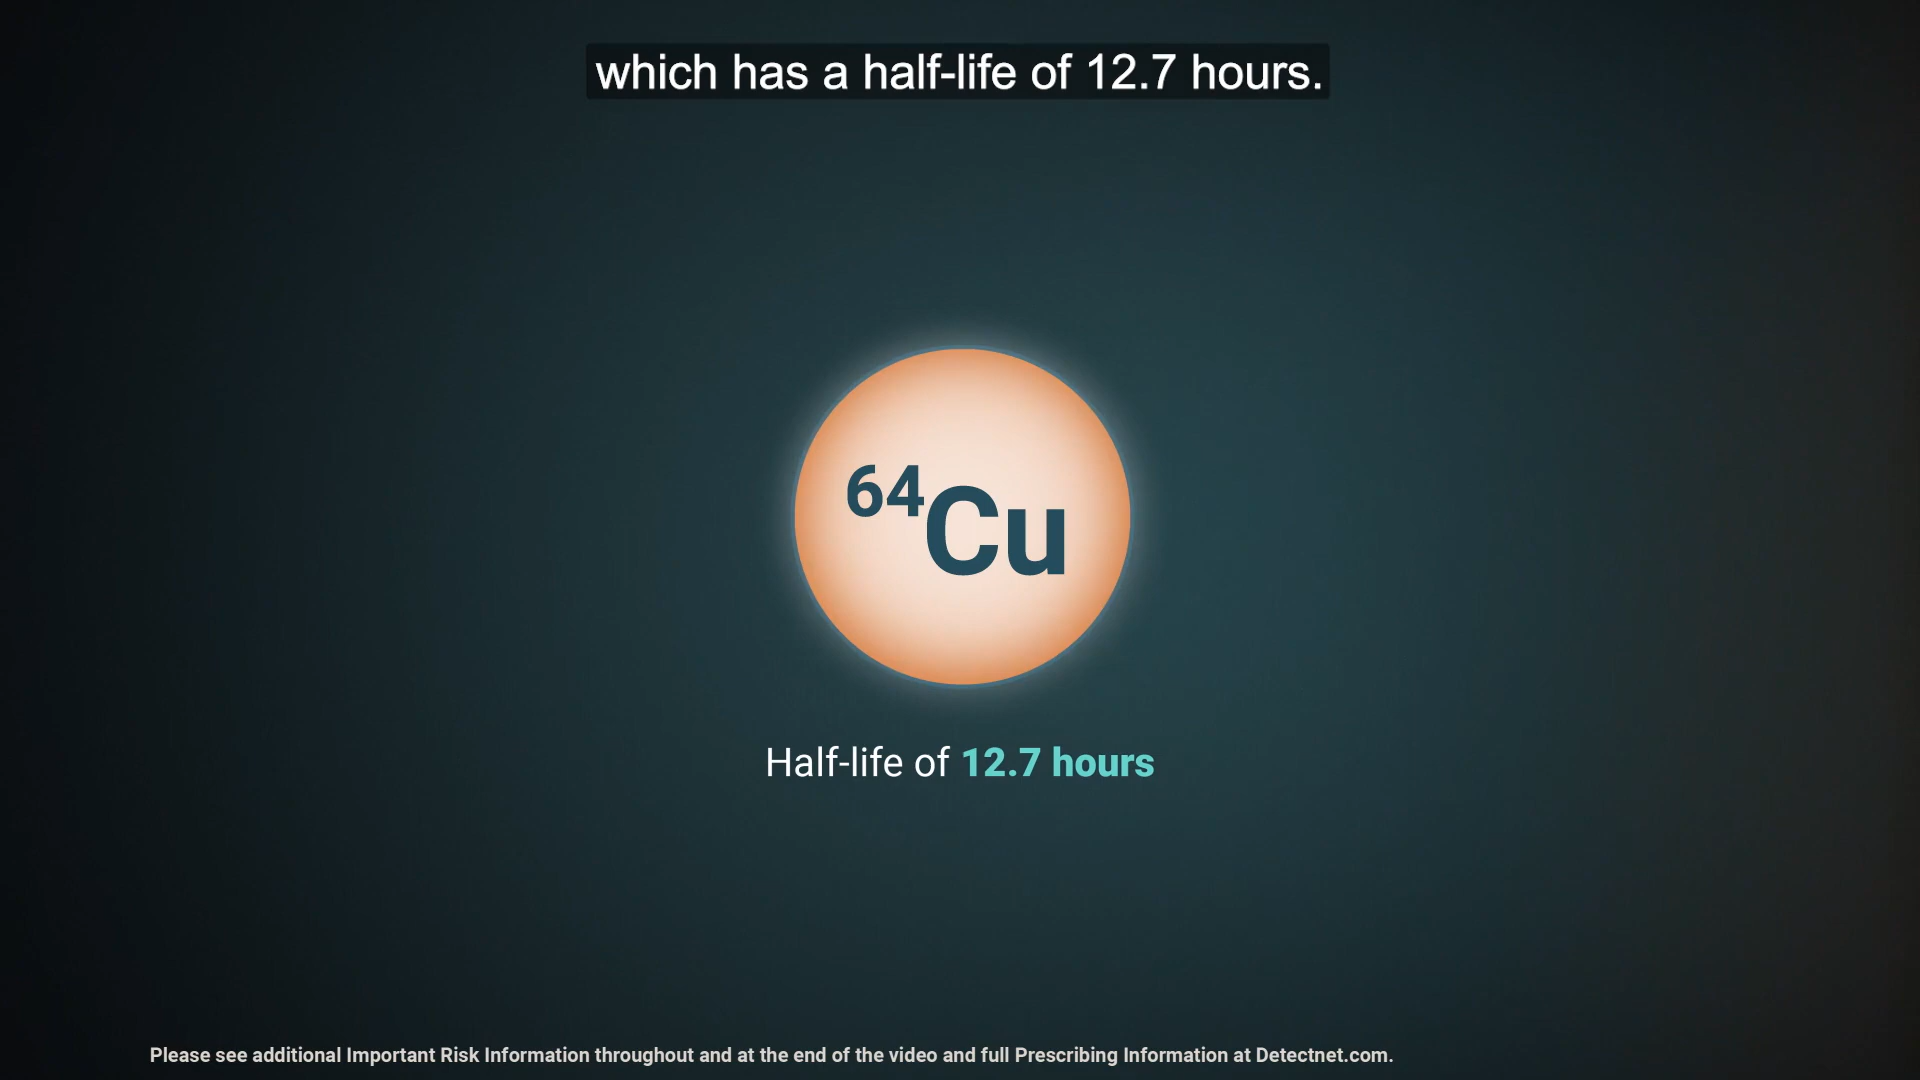 which has a half-life of 12.7 hours.
64Cu
Half-life of 12.7 hours
Please see additional Important Risk Information throughout and at the end of the video and full Prescribing Information at Detectnet.com.